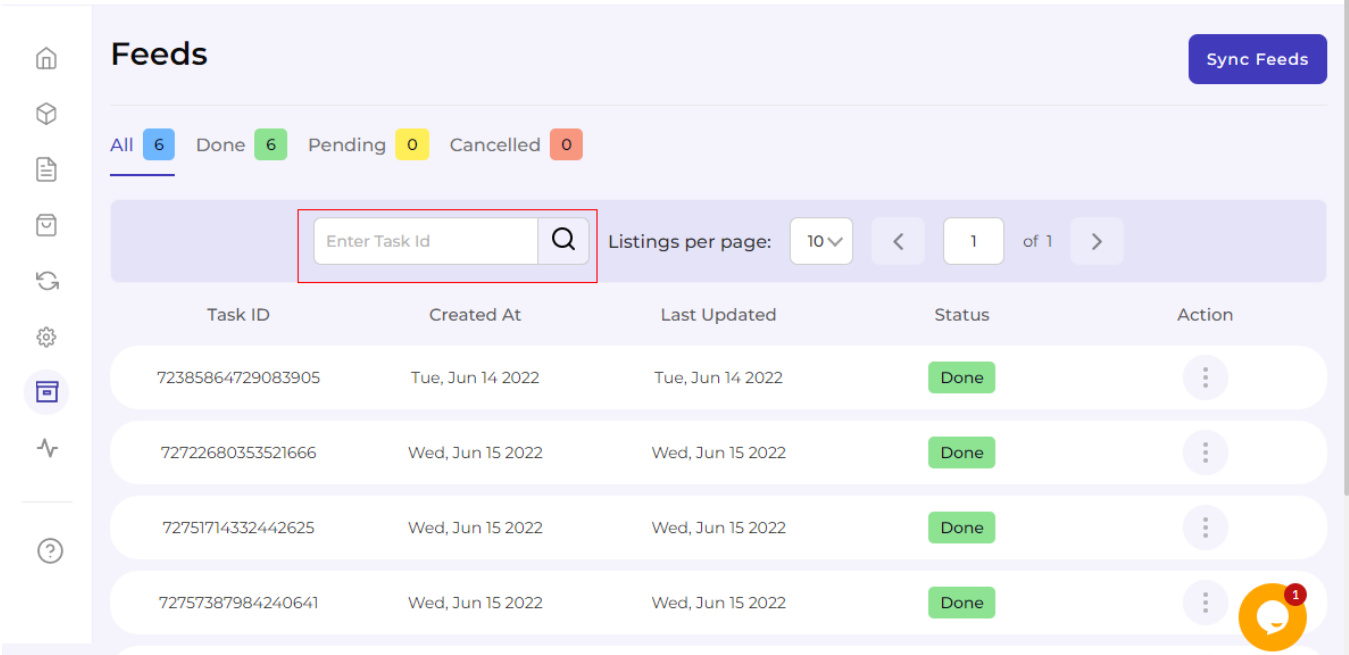 Feeds
Sync Feeds
All 6 Done 6 Pending 0 Cancelled 0
Enter Task Id Listings per page: 10 1 of 1
Task ID Created At Last Updated Status Action
72385864729083905 Tue, Jun 14 2022 Tue, Jun 14 2022 Done
72722680353521666 Wed, Jun 15 2022 Wed, Jun 15 2022 Done
72751714332442625 Wed, Jun 15 2022 Wed, Jun 15 2022 Done
72757387984240641 Wed, Jun 15 2022 Wed, Jun 15 2022 Done
1